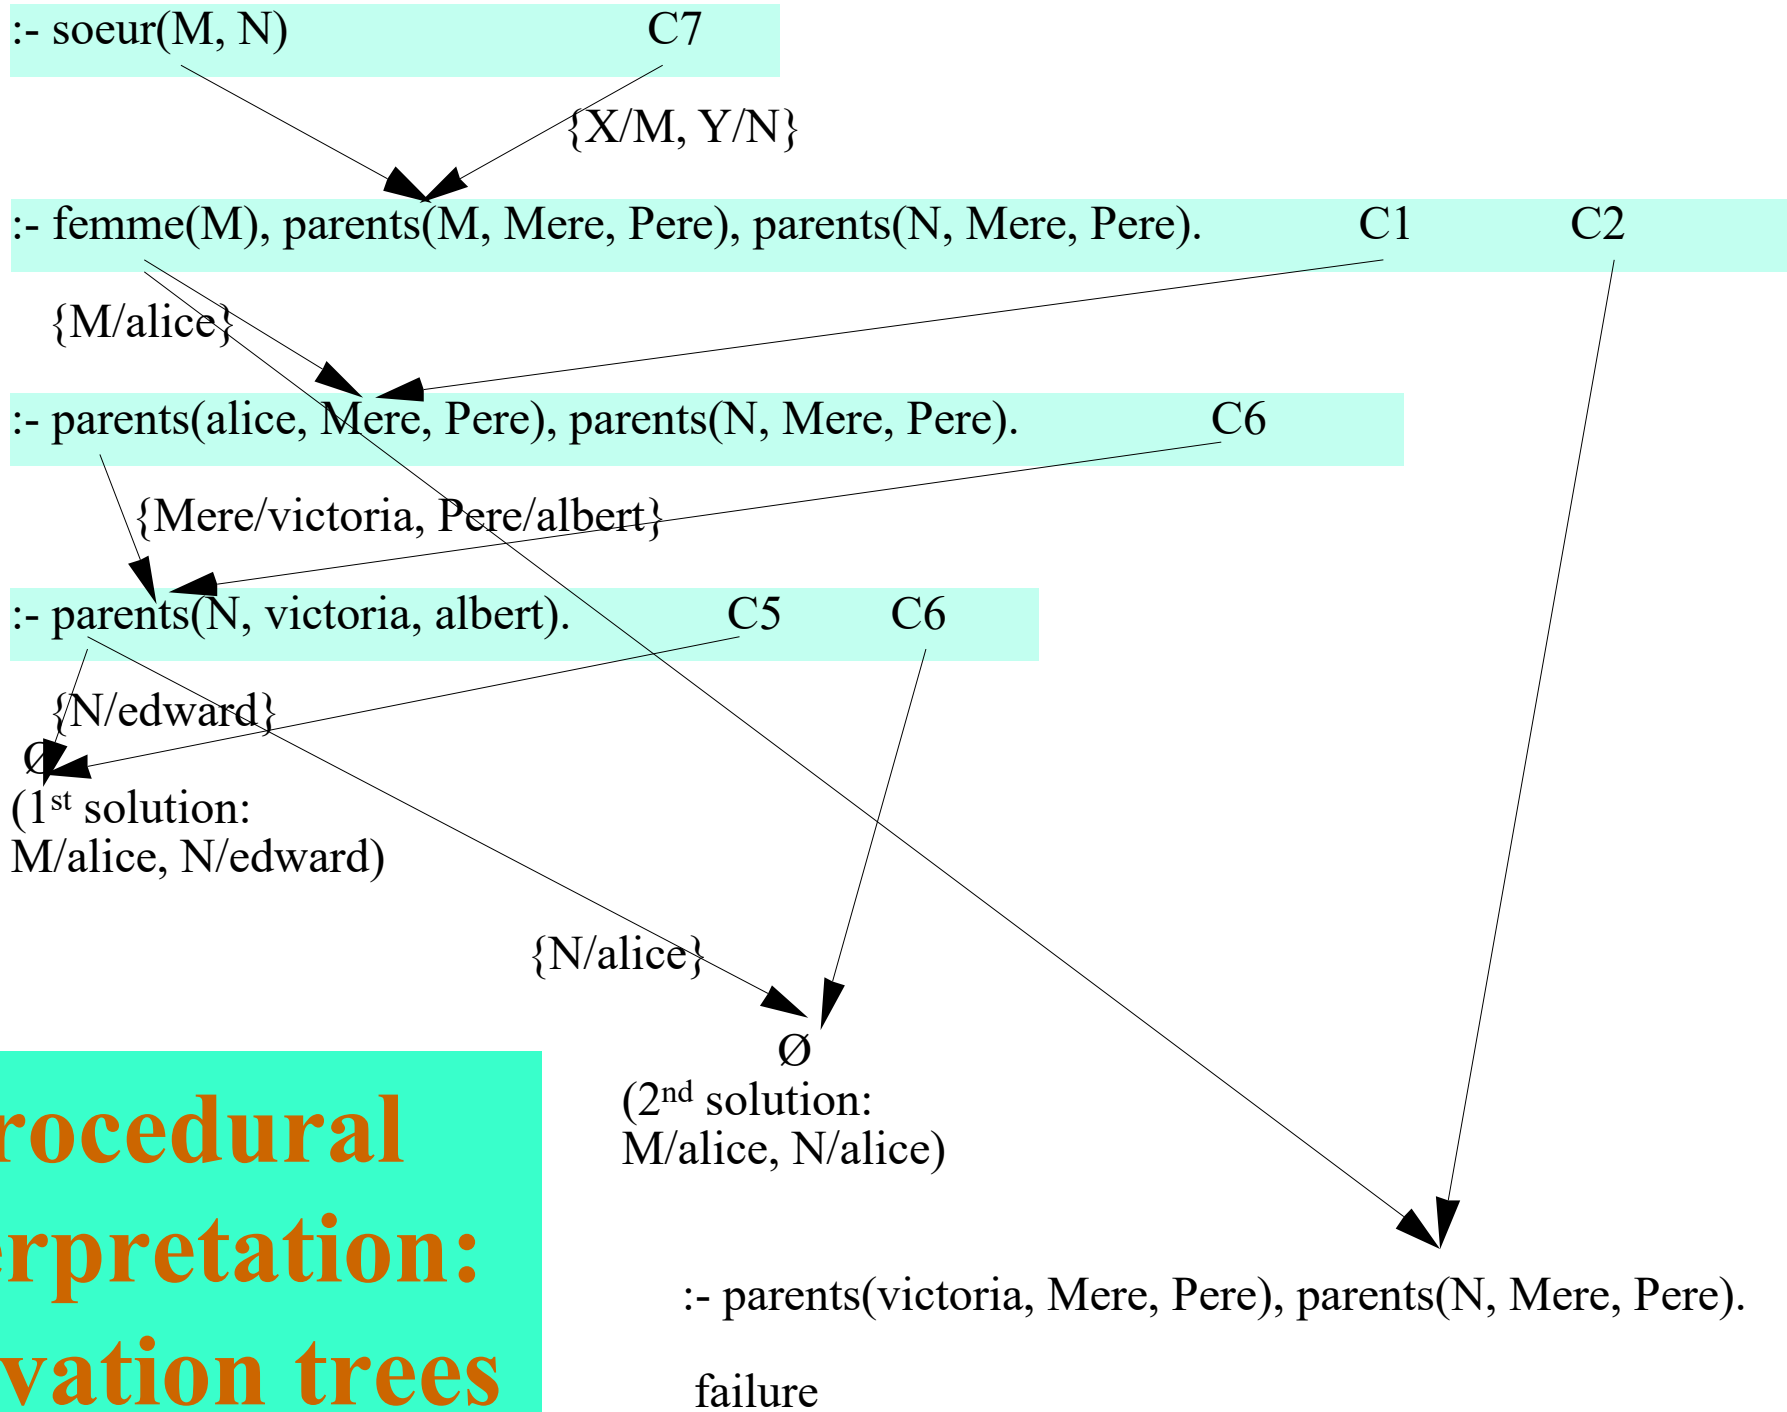 :- soeur(M, N) C7
{X/M, Y/N}
:- femme(M), parents(M, Mere, Pere), parents(N, Mere, Pere). C1 C2
{M/alice}
:- parents(alice, Mere, Pere), parents(N, Mere, Pere). C6
{Mere/victoria, Pere/albert}
:- parents(N, victoria, albert). C5 C6
{N/edward}
Ø
(1st solution:
M/alice, N/edward)
{N/alice}
Ø
(2nd solution:
M/alice, N/alice)
rocedural
erpretation:
vation trees
:- parents(victoria, Mere, Pere), parents(N, Mere, Pere).
failure